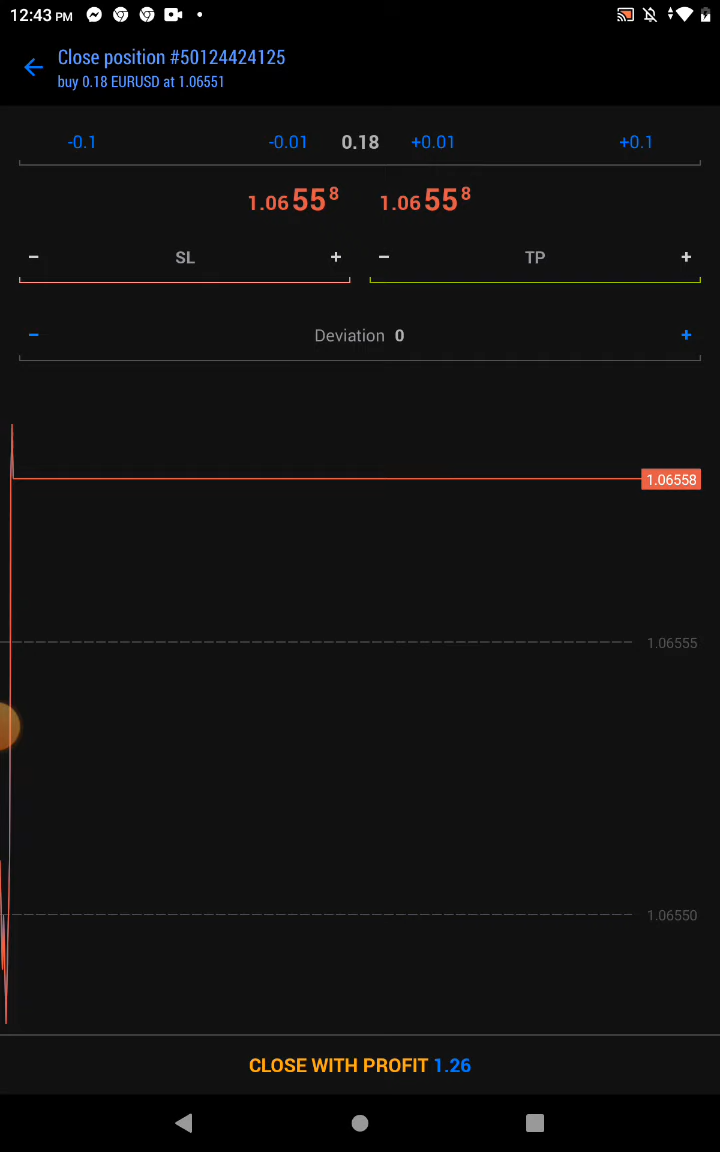 12:43 PM
Close position #50124424125
buy 0.18 EURUSD at 1.06551
-0.1 -0.01 0.18 +0.01 +0.1
1.06558 1.06558
− SL + − TP +
− Deviation 0 +
1.06558
1.06555
1.06550
CLOSE WITH PROFIT 1.26